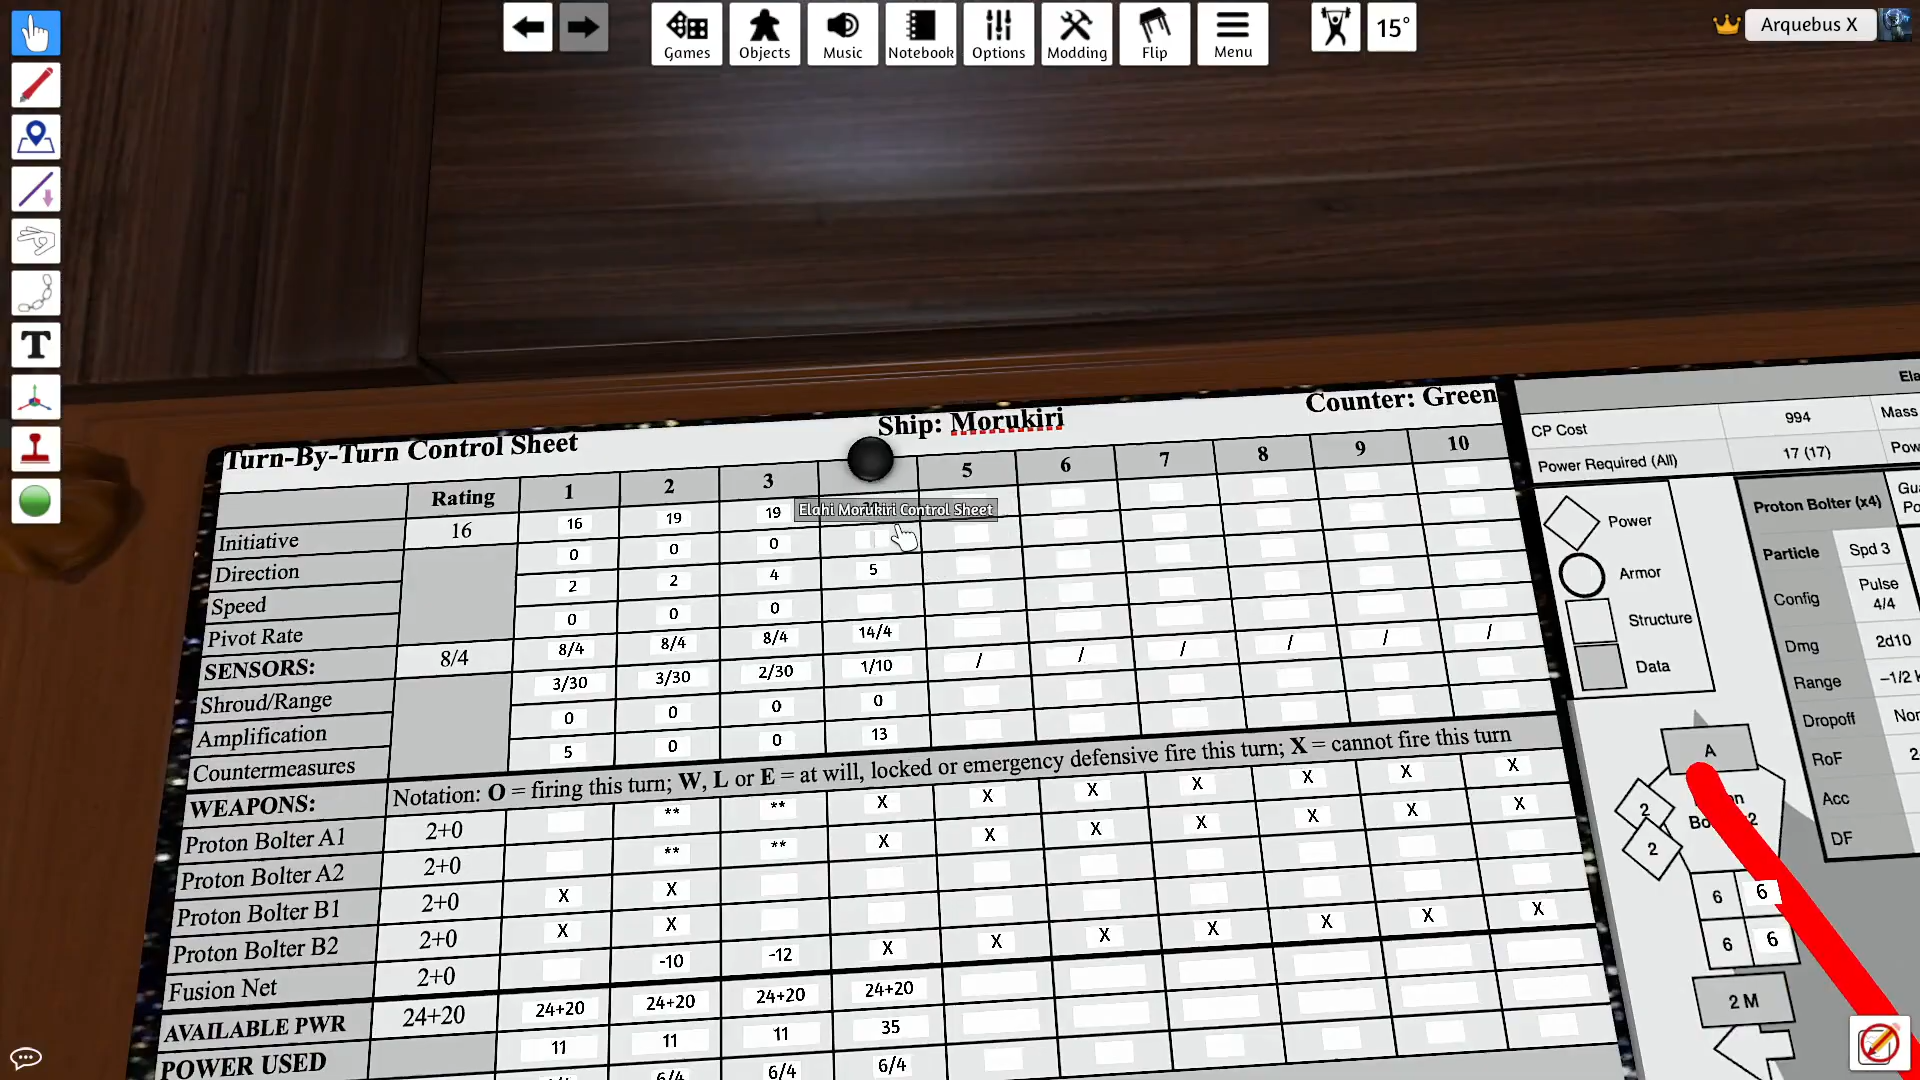 Games Objects Music Notebook Options Modding Flip Menu 15° Arquebus X
T
Turn-By-Turn Control Sheet Ship: Morukiri Counter: Green
Rating 1 2 3 5 6 7 8 9 10
Initiative 16 16 19 19
Elahi Morukiri Control Sheet
Direction 0 0 0
Speed 2 2 4 5
Pivot Rate 0 0 0
SENSORS: 8/4 8/4 8/4 8/4 14/4
Shroud/Range 3/30 3/30 2/30 1/10 / / / / / /
Amplification 0 0 0 0
Countermeasures 5 0 0 13
WEAPONS: Notation: O = firing this turn; W, L or E = at will, locked or emergency defensive fire this turn; X = cannot fire this turn
Proton Bolter A1 2+0 ** ** X X X X X X X
Proton Bolter A2 2+0 ** ** X X X X X X X
Proton Bolter B1 2+0 X X
Proton Bolter B2 2+0 X X
Fusion Net 2+0 -10 -12 X X X X X X X
AVAILABLE PWR 24+20 24+20 24+20 24+20 24+20
POWER USED 11 11 11 35
6/4 6/4 6/4
CP Cost 994 Mass
Power Required (All) 17 (17)
Power
Armor
Structure
Data
Proton Bolter (x4)
Particle Spd 3
Config Pulse
4/4
Dmg 2d10
Range
Dropoff
RoF
Acc
DF
A
2
2
6 6
6 6
2 M